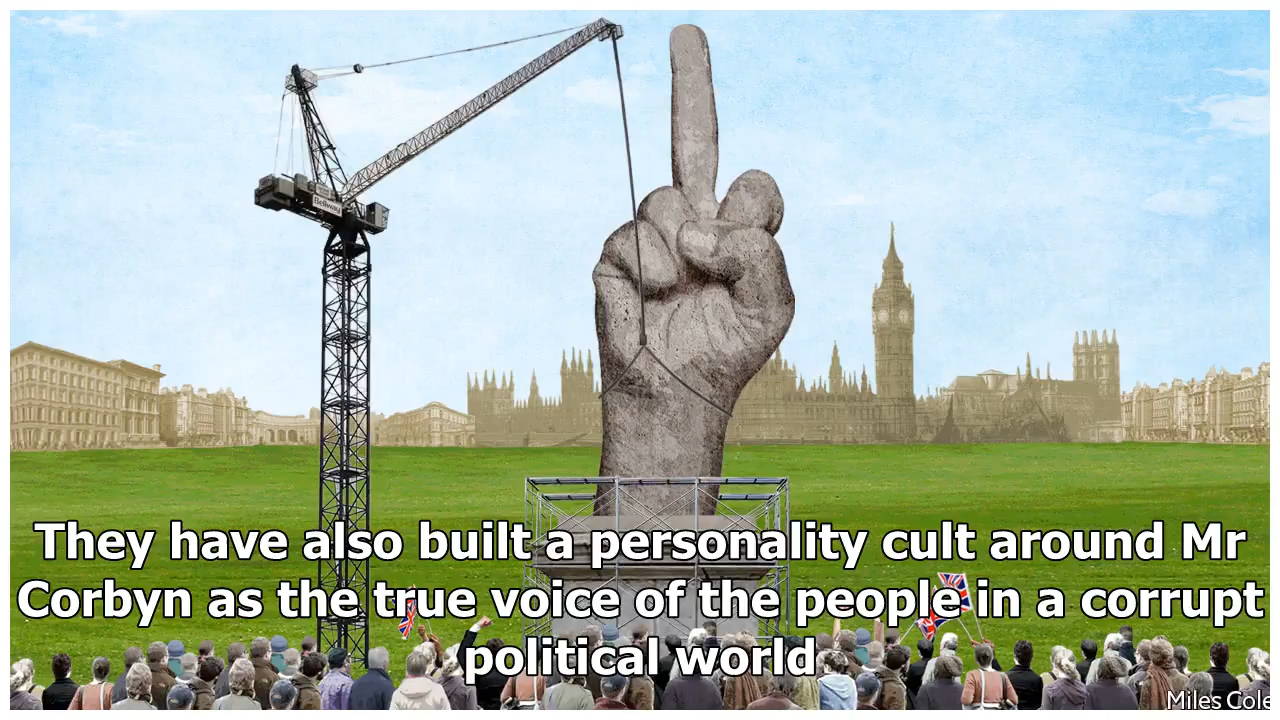 Bellway
They have also built a personality cult around Mr
Corbyn as the true voice of the people in a corrupt
political world
Miles Cole